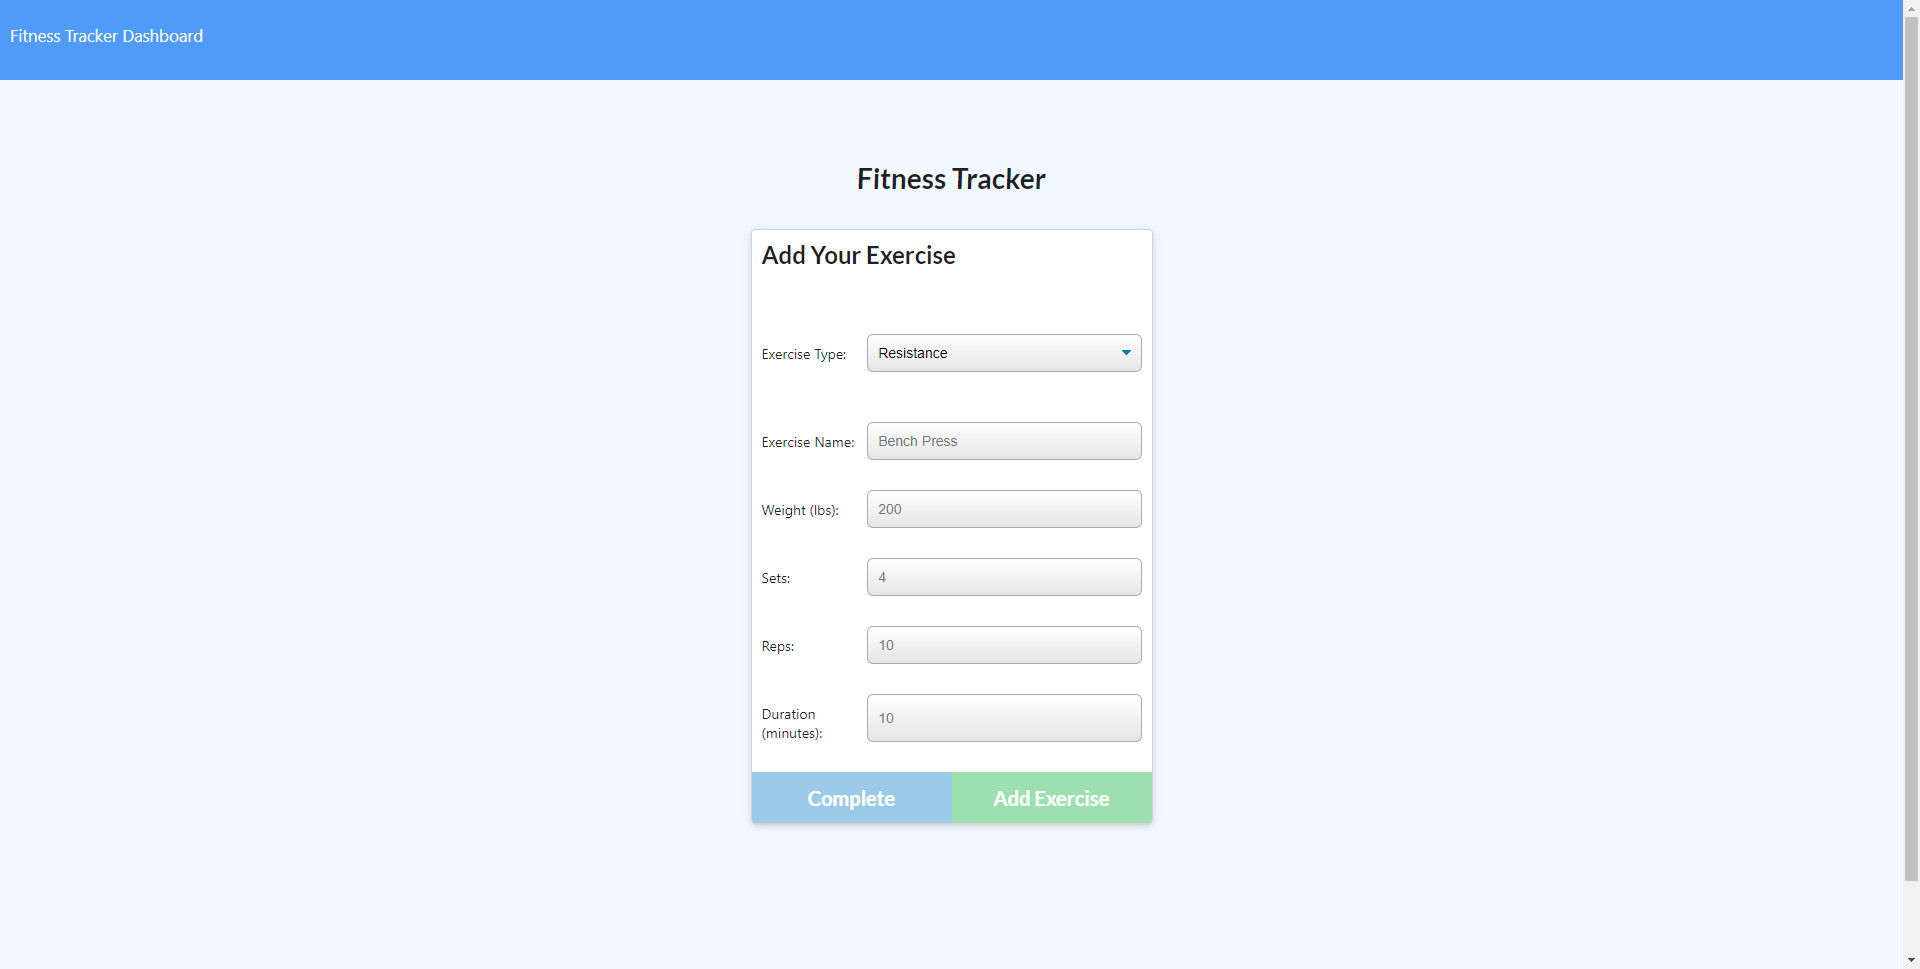 Fitness Tracker Dashboard
Fitness Tracker
Add Your Exercise
Exercise Type: Resistance
Exercise Name: Bench Press
Weight (lbs): 200
Sets: 4
Reps: 10
Duration (minutes): 10
Complete Add Exercise